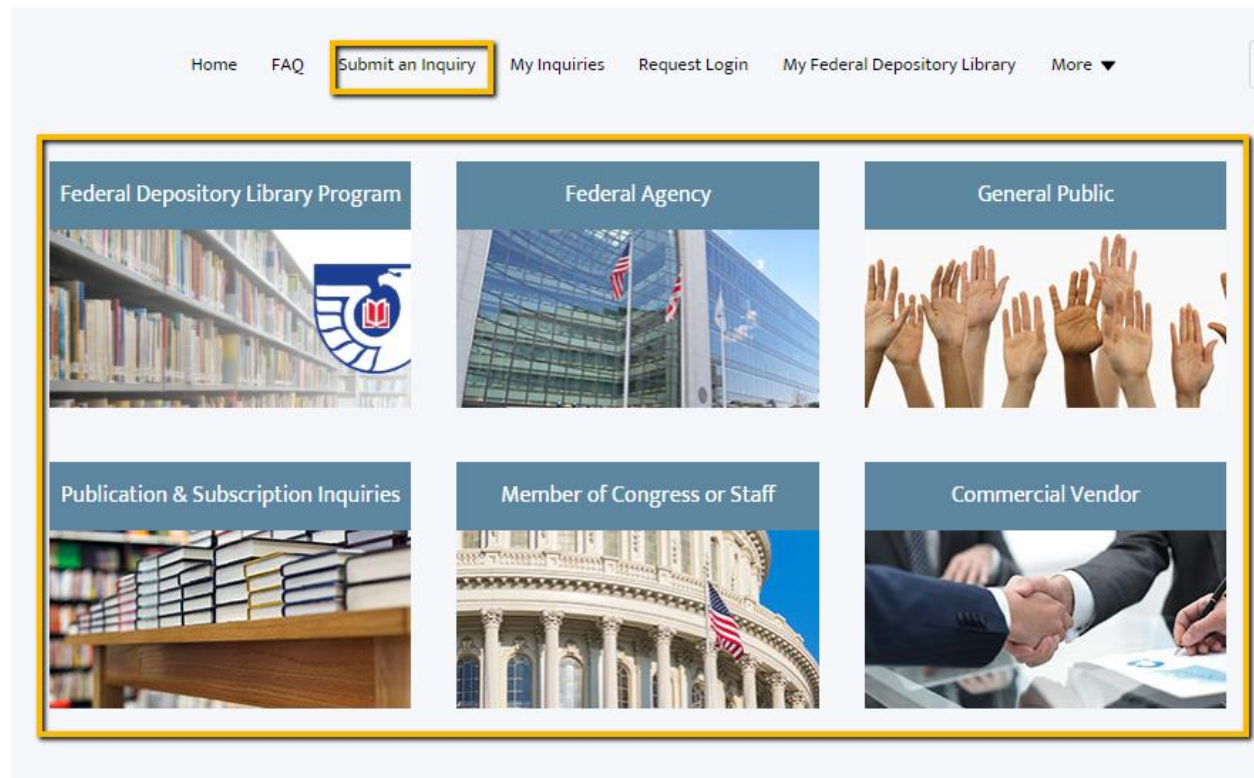 Home FAQ Submit an Inquiry My Inquiries Request Login My Federal Depository Library More ▼
Federal Depository Library Program Federal Agency General Public
Publication & Subscription Inquiries Member of Congress or Staff Commercial Vendor